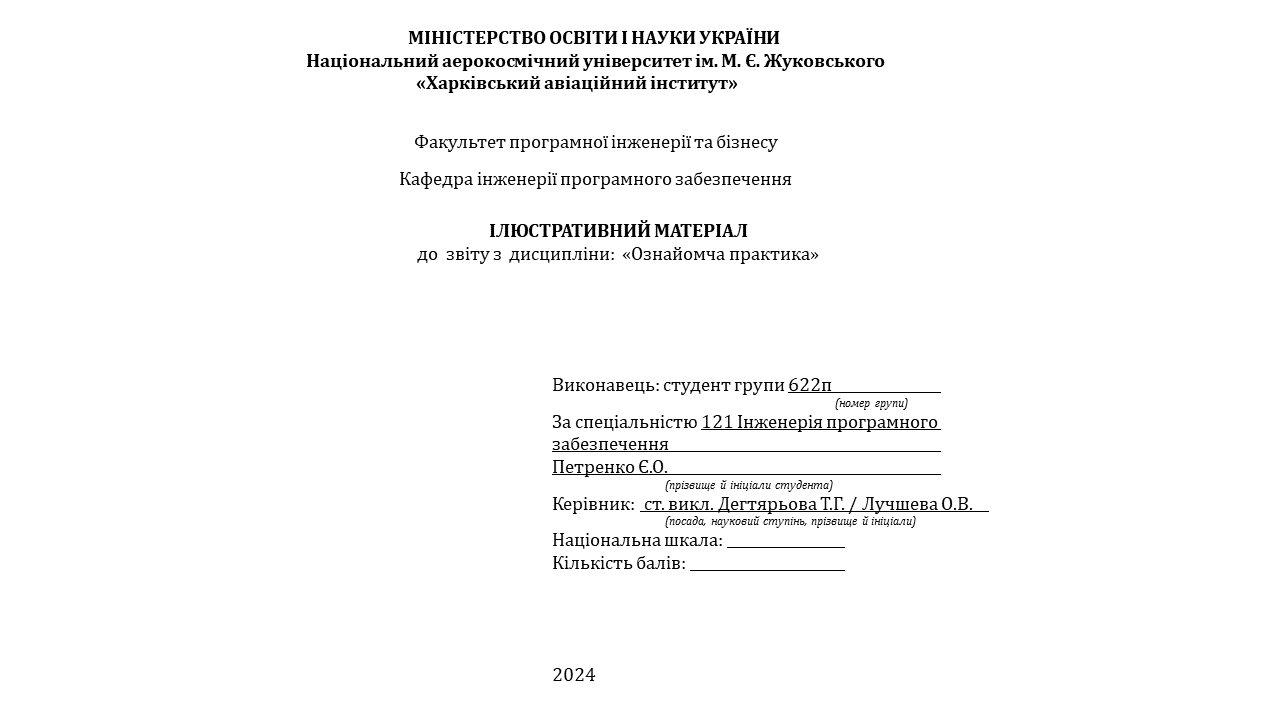 МІНІСТЕРСТВО ОСВІТИ І НАУКИ УКРАЇНИ
Національний аерокосмічний університет ім. М. Є. Жуковського
«Харківський авіаційний інститут»
Факультет програмної інженерії та бізнесу
Кафедра інженерії програмного забезпечення
ІЛЮСТРАТИВНИЙ МАТЕРІАЛ
до звіту з дисципліни: «Ознайомча практика»
Виконавець: студент групи 622п
(номер групи)
За спеціальністю 121 Інженерія програмного
забезпечення
Петренко Є.О.
(прізвище й ініціали студента)
Керівник: ст. викл. Дегтярьова Т.Г. / Лучшева О.В.
(посада, науковий ступінь, прізвище й ініціали)
Національна шкала:
Кількість балів:
2024